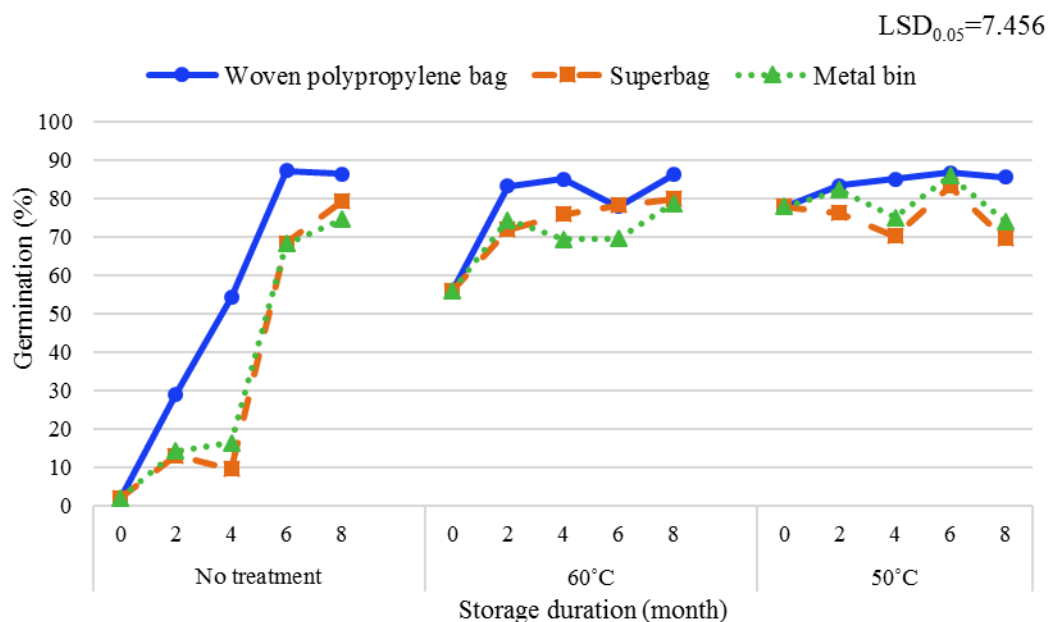 LSD0.05=7.456
Woven polypropylene bag Superbag Metal bin
100
90
80
70
60
50
40
30
20
10
0
Germination (%)
0 2 4 6 8 0 2 4 6 8 0 2 4 6 8
No treatment 60˚C 50˚C
Storage duration (month)